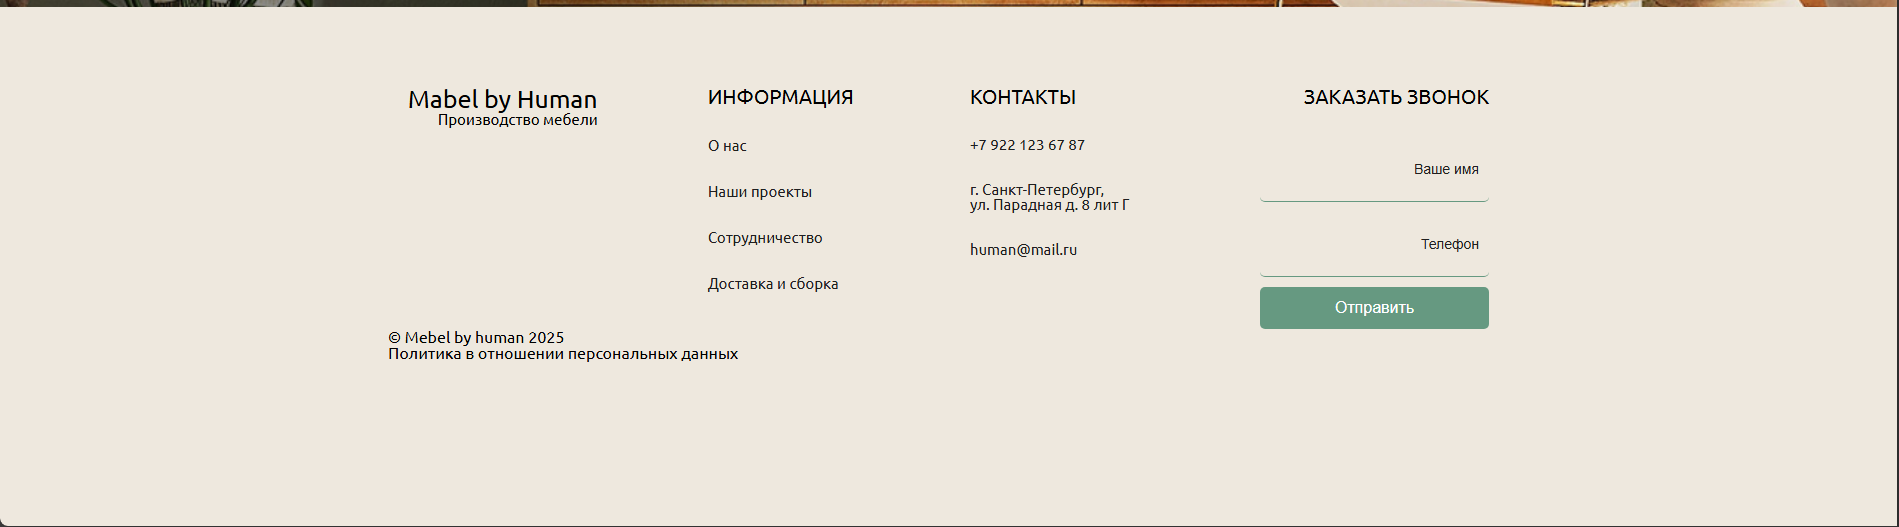 Mabel by Human
Производство мебели
ИНФОРМАЦИЯ
О нас
Наши проекты
Сотрудничество
Доставка и сборка
КОНТАКТЫ
+7 922 123 67 87
г. Санкт-Петербург,
ул. Парадная д. 8 лит Г
human@mail.ru
ЗАКАЗАТЬ ЗВОНОК
Ваше имя
Телефон
Отправить
© Mebel by human 2025
Политика в отношении персональных данных